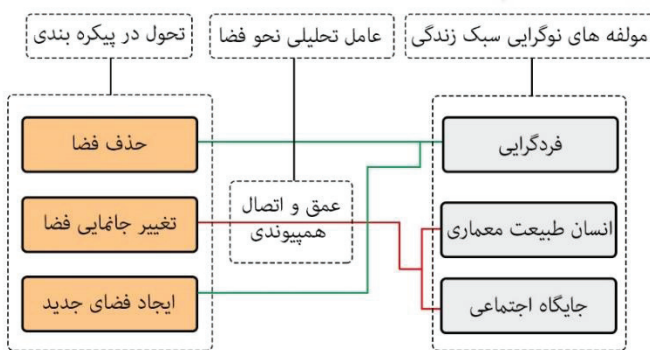 مولفه های نوگرایی سبک زندگی
عامل تحلیلی نحو فضا
تحول در پیکره بندی
فردگرایی
حذف فضا
عمق و اتصال
همپیوندی
انسان طبیعت معماری
تغییر جانمایی فضا
جایگاه اجتماعی
ایجاد فضای جدید